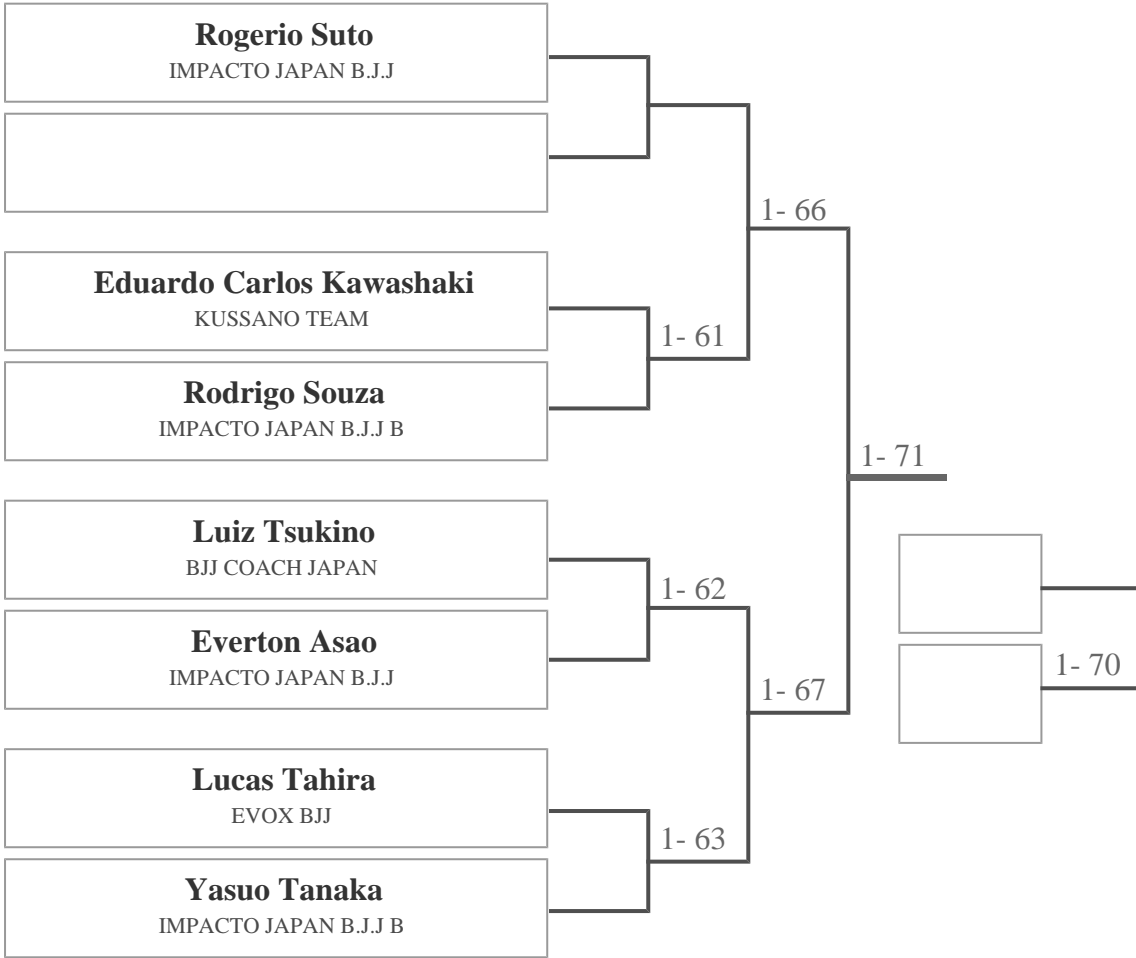 Rogerio Suto
IMPACTO JAPAN B.J.J
1- 66
Eduardo Carlos Kawashaki
KUSSANO TEAM
1- 61
Rodrigo Souza
IMPACTO JAPAN B.J.J B
1- 71
Luiz Tsukino
BJJ COACH JAPAN
1- 62
Everton Asao
IMPACTO JAPAN B.J.J
1- 70
1- 67
Lucas Tahira
EVOX BJJ
1- 63
Yasuo Tanaka
IMPACTO JAPAN B.J.J B